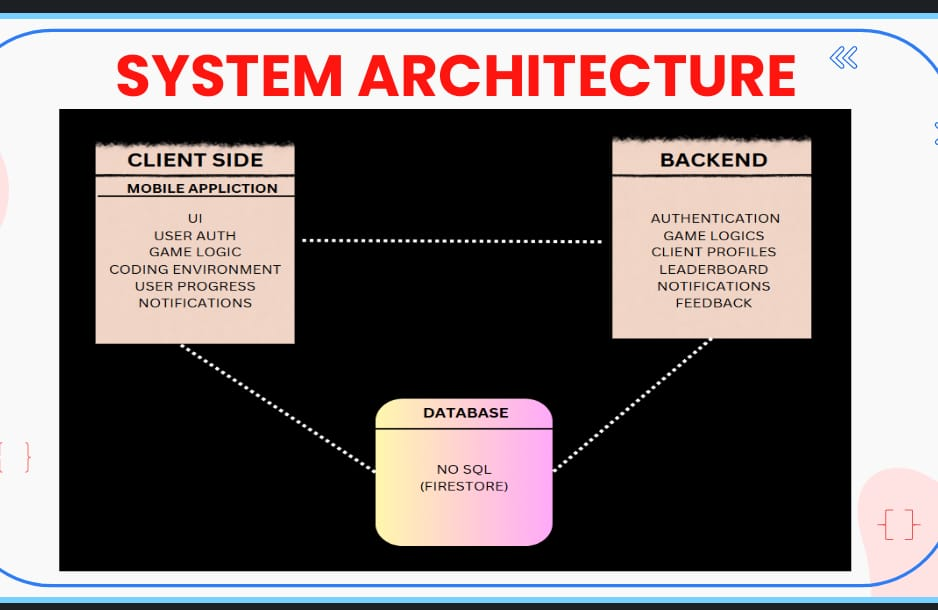 SYSTEM ARCHITECTURE
CLIENT SIDE
MOBILE APPLICTION
UI
USER AUTH
GAME LOGIC
CODING ENVIRONMENT
USER PROGRESS
NOTIFICATIONS
BACKEND
AUTHENTICATION
GAME LOGICS
CLIENT PROFILES
LEADERBOARD
NOTIFICATIONS
FEEDBACK
DATABASE
NO SQL
(FIRESTORE)